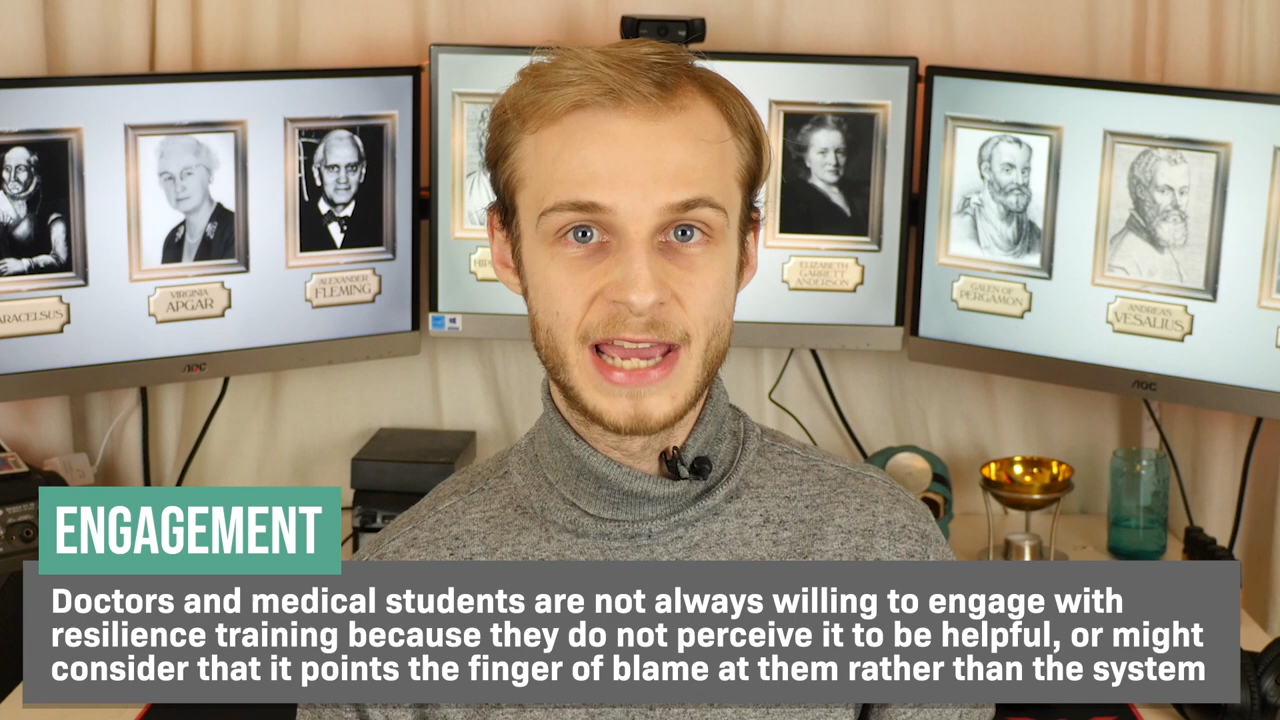 ARACELSUS
VIRGINIA
APGAR
ALEXANDER
FLEMING
HIP
ELIZABETH
GARRETT
ANDERSON
GALEN OF
PERGAMON
ANDREAS
VESALIUS
AOC
AOC
ENGAGEMENT
Doctors and medical students are not always willing to engage with
resilience training because they do not perceive it to be helpful, or might
consider that it points the finger of blame at them rather than the system